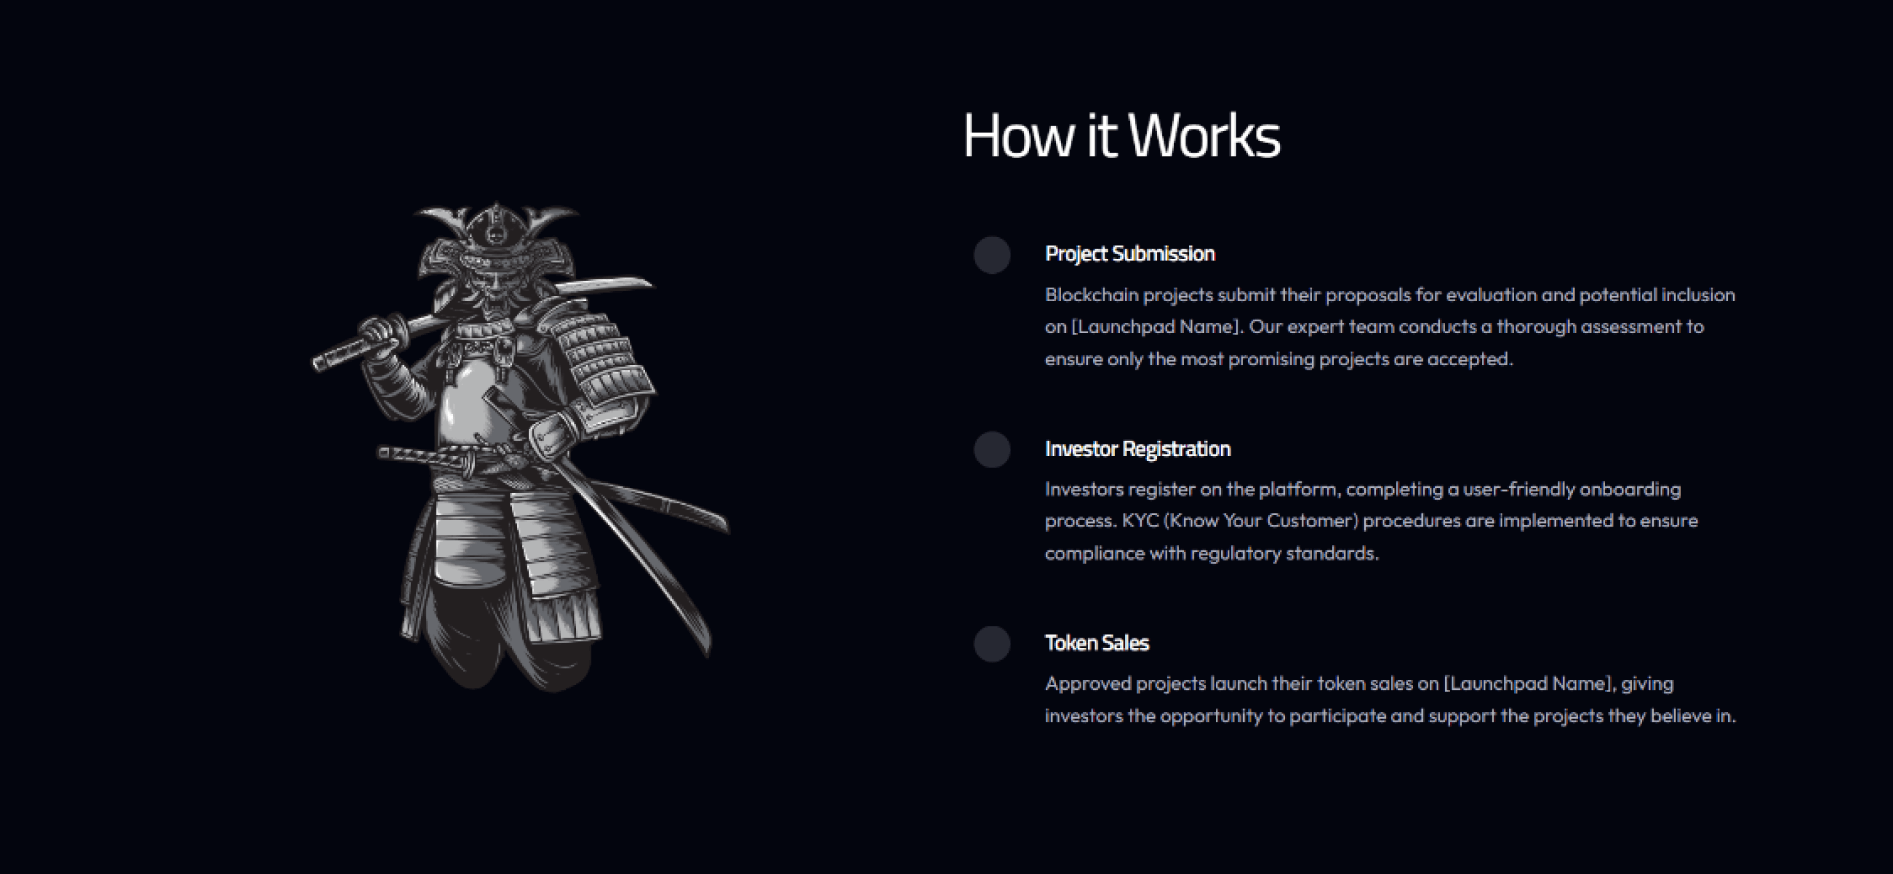 How it Works
Project Submission
Blockchain projects submit their proposals for evaluation and potential inclusion
on [Launchpad Name]. Our expert team conducts a thorough assessment to
ensure only the most promising projects are accepted.
Investor Registration
Investors register on the platform, completing a user-friendly onboarding
process. KYC (Know Your Customer) procedures are implemented to ensure
compliance with regulatory standards.
Token Sales
Approved projects launch their token sales on [Launchpad Name], giving
investors the opportunity to participate and support the projects they believe in.